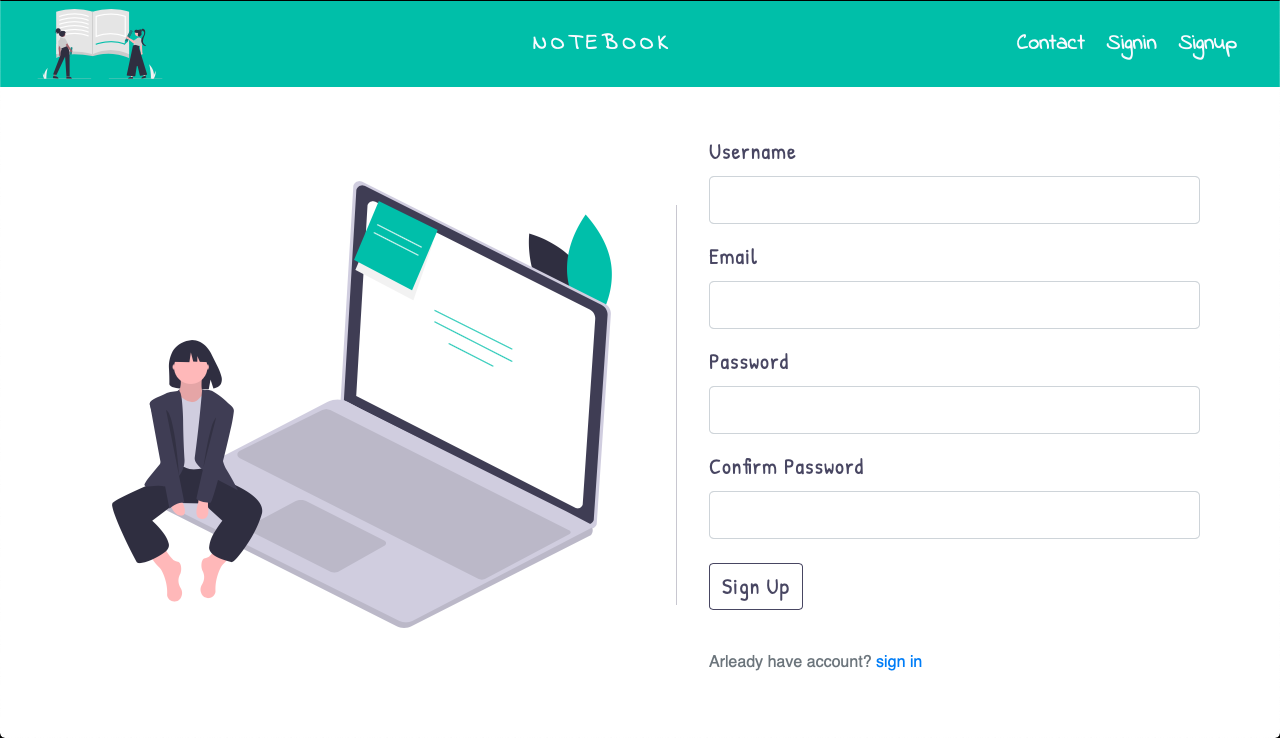 NOTEBOOK
Contact Signin Signup
Username
Email
Password
Confirm Password
Sign Up
Arleady have account? sign in